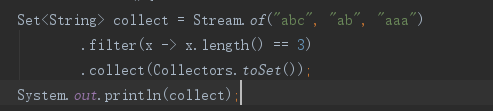 Set<String> collect = Stream.of("abc", "ab", "aaa")
.filter(x -> x.length() == 3)
.collect(Collectors.toSet());
System.out.println(collect);